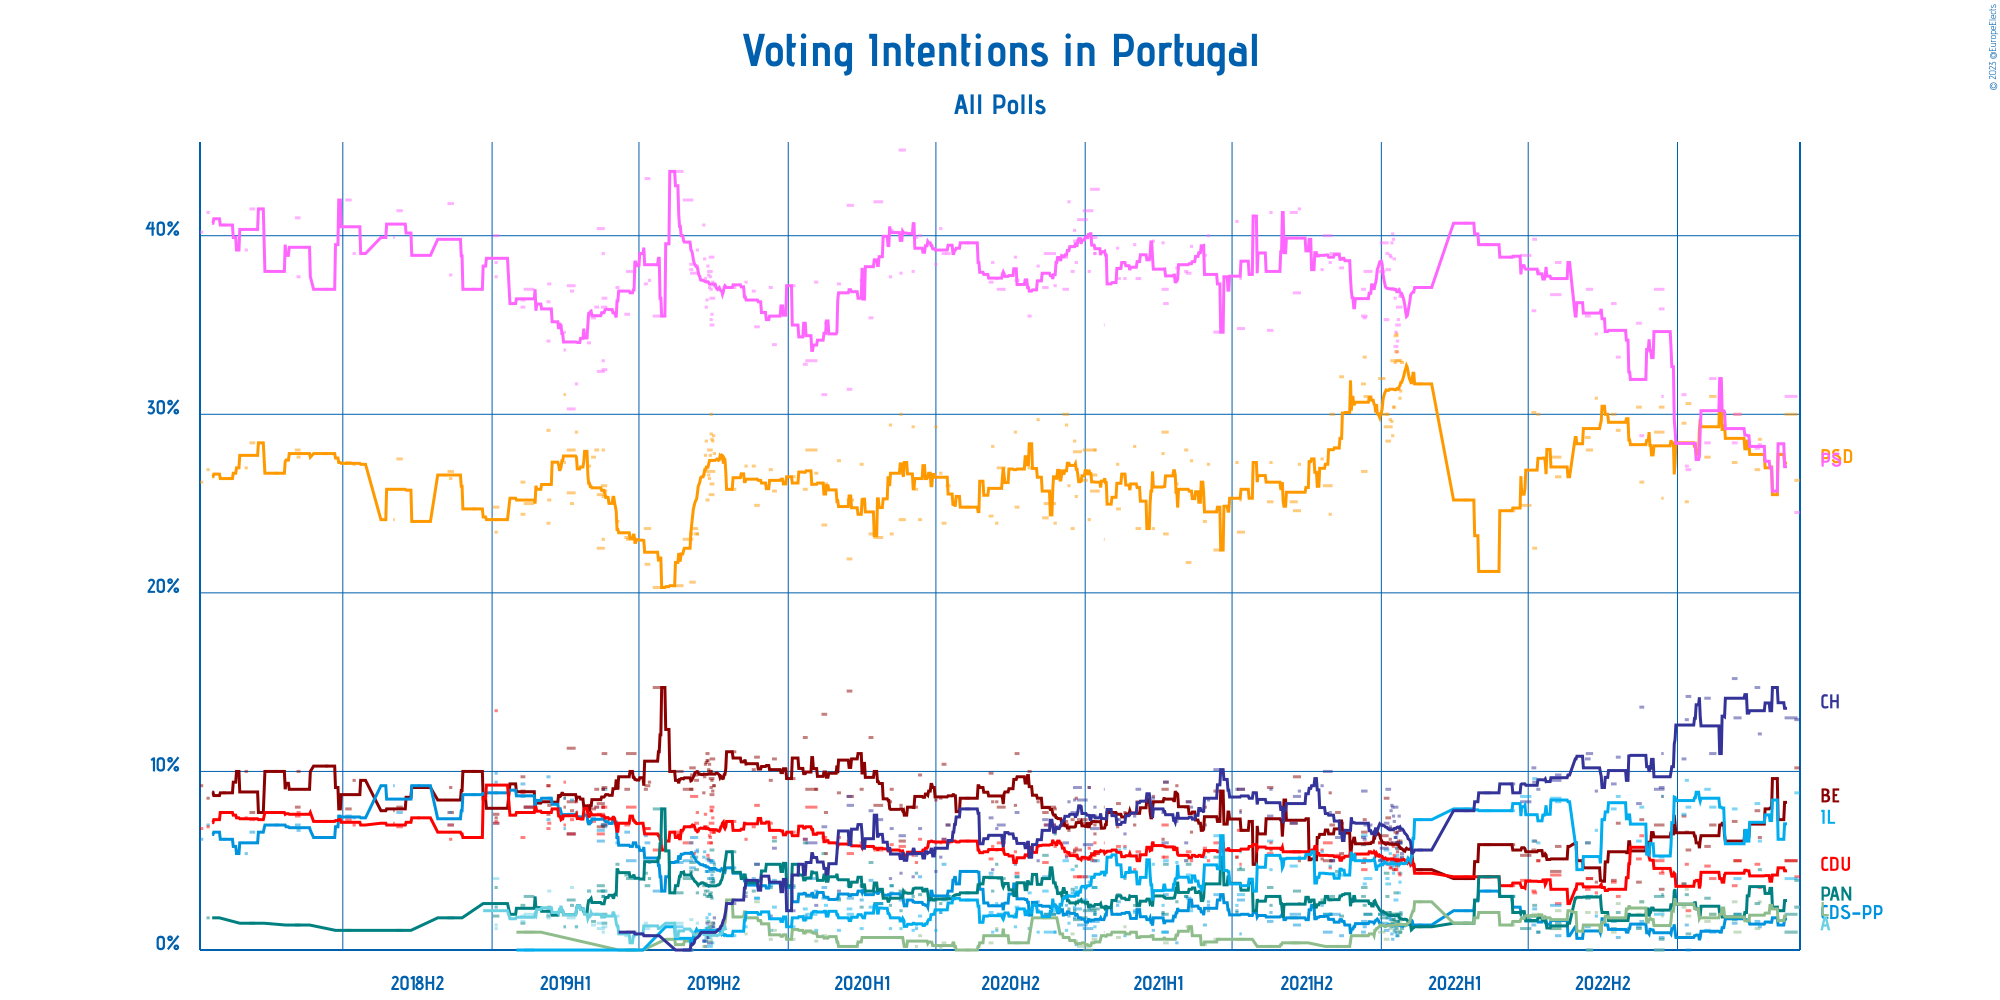 Voting Intentions in Portugal
© 2023 @EuropeElects
All Polls
40%
30%
20%
10%
0%
PSD
PS
CH
BE
IL
CDU
PAN
L
CDS-PP
A
2018H2
2019H1
2019H2
2020H1
2020H2
2021H1
2021H2
2022H1
2022H2